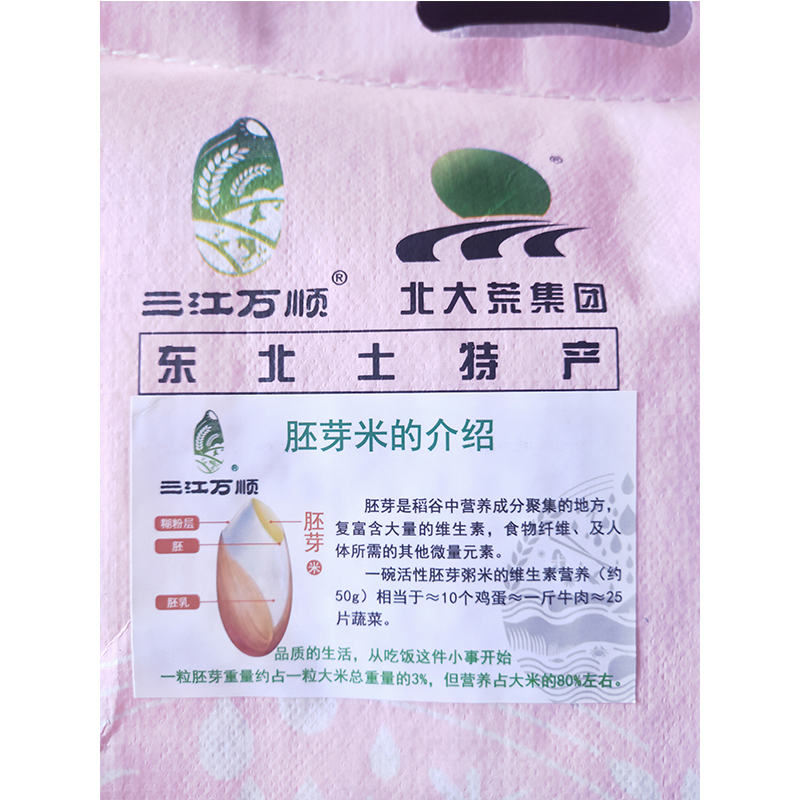 三江万顺®
北大荒集团
®
东北土特产
三江万顺
®
胚芽米的介绍
糊粉层
胚
胚乳
胚芽米
胚芽是稻谷中营养成分聚集的地方,
复富含大量的维生素，食物纤维、及人
体所需的其他微量元素。
一碗活性胚芽粥米的维生素营养（约
50g）相当于≈10个鸡蛋≈一斤牛肉≈25
片蔬菜。
品质的生活，从吃饭这件小事开始
一粒胚芽重量约占一粒大米总重量的3%，但营养占大米的80%左右。